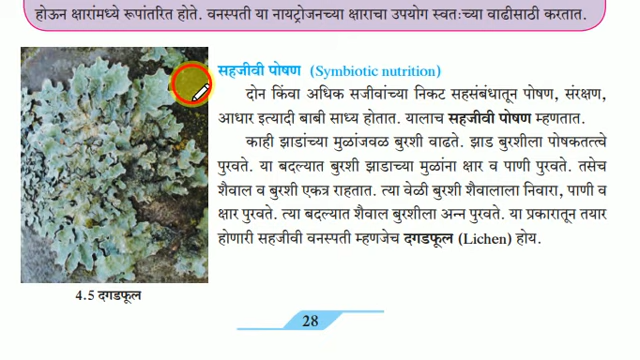 होऊन क्षारांमध्ये रूपांतरित होते. वनस्पती या नायट्रोजनच्या क्षाराचा उपयोग स्वतःच्या वाढीसाठी करतात.
सहजीवी पोषण (Symbiotic nutrition)
दोन किंवा अधिक सजीवांच्या निकट सहसंबंधातून पोषण, संरक्षण,
आधार इत्यादी बाबी साध्य होतात. यालाच सहजीवी पोषण म्हणतात.
काही झाडांच्या मुळांजवळ बुरशी वाढते. झाड बुरशीला पोषकतत्त्वे
पुरवते. या बदल्यात बुरशी झाडाच्या मुळांना क्षार व पाणी पुरवते. तसेच
शैवाल व बुरशी एकत्र राहतात. त्या वेळी बुरशी शैवालाला निवारा, पाणी व
क्षार पुरवते. त्या बदल्यात शैवाल बुरशीला अन्न पुरवते. या प्रकारातून तयार
होणारी सहजीवी वनस्पती म्हणजेच दगडफूल (Lichen) होय.
4.5 दगडफूल
28